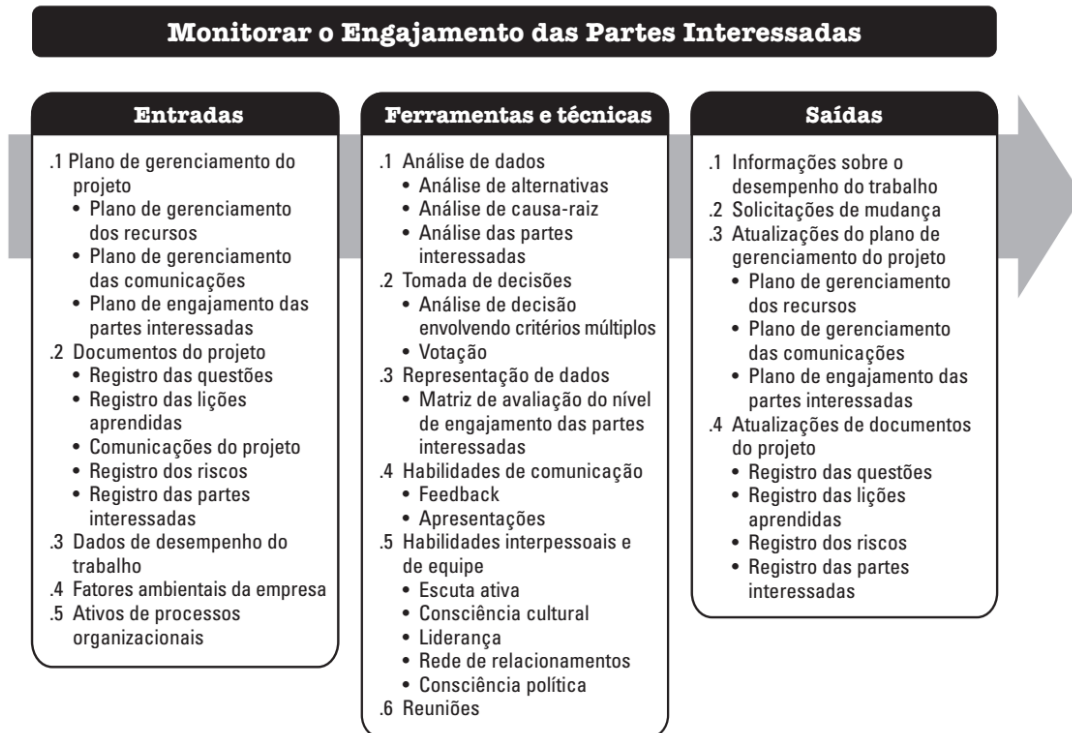 Monitorar o Engajamento das Partes Interessadas
Entradas
.1 Plano de gerenciamento do
projeto
• Plano de gerenciamento
dos recursos
• Plano de gerenciamento
das comunicações
• Plano de engajamento das
partes interessadas
.2 Documentos do projeto
• Registro das questões
• Registro das lições
aprendidas
• Comunicações do projeto
• Registro dos riscos
• Registro das partes
interessadas
.3 Dados de desempenho do
trabalho
.4 Fatores ambientais da empresa
.5 Ativos de processos
organizacionais
Ferramentas e técnicas
.1 Análise de dados
• Análise de alternativas
• Análise de causa-raiz
• Análise das partes
interessadas
.2 Tomada de decisões
• Análise de decisão
envolvendo critérios múltiplos
• Votação
.3 Representação de dados
• Matriz de avaliação do nível
de engajamento das partes
interessadas
.4 Habilidades de comunicação
• Feedback
• Apresentações
.5 Habilidades interpessoais e
de equipe
• Escuta ativa
• Consciência cultural
• Liderança
• Rede de relacionamentos
• Consciência política
.6 Reuniões
Saídas
.1 Informações sobre o
desempenho do trabalho
.2 Solicitações de mudança
.3 Atualizações do plano de
gerenciamento do projeto
• Plano de gerenciamento
dos recursos
• Plano de gerenciamento
das comunicações
• Plano de engajamento das
partes interessadas
.4 Atualizações de documentos
do projeto
• Registro das questões
• Registro das lições
aprendidas
• Registro dos riscos
• Registro das partes
interessadas